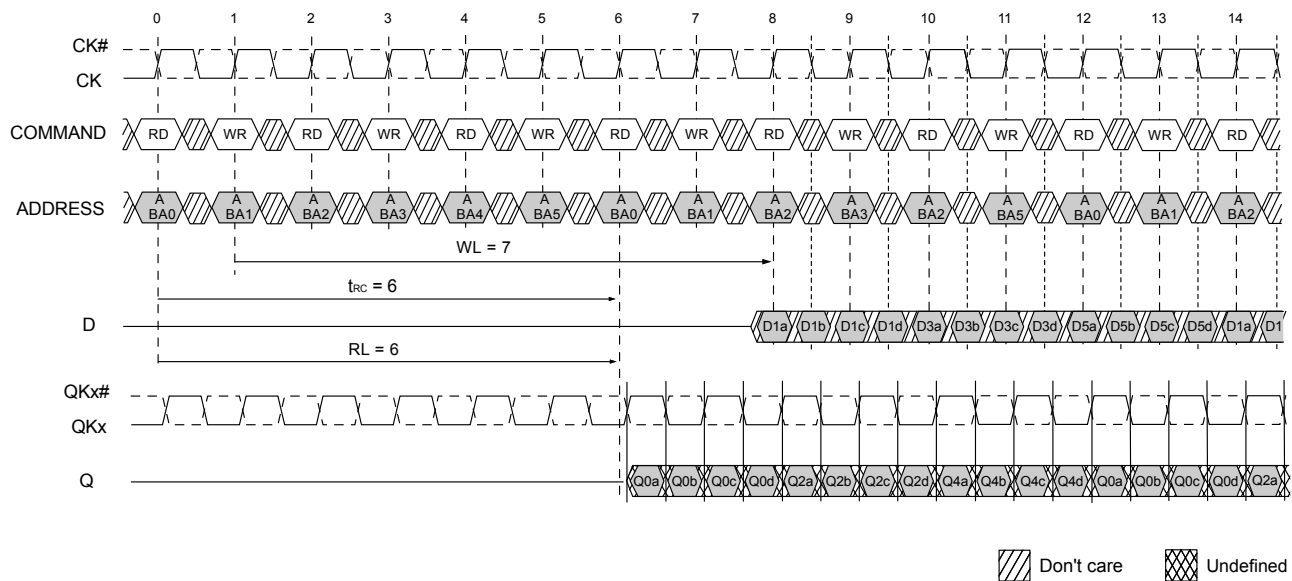 0 1 2 3 4 5 6 7 8 9 10 11 12 13 14
CK#
CK
COMMAND RD WR RD WR RD WR RD WR RD WR RD WR RD WR RD
ADDRESS A BA0 A BA1 A BA2 A BA3 A BA4 A BA5 A BA0 A BA1 A BA2 A BA3 A BA2 A BA5 A BA0 A BA1 A BA2
WL = 7
tRC = 6
D D1a D1b D1c D1d D3a D3b D3c D3d D5a D5b D5c D5d D1a D1
RL = 6
QKx#
QKx
Q Q0a Q0b Q0c Q0d Q2a Q2b Q2c Q2d Q4a Q4b Q4c Q4d Q0a Q0b Q0c Q0d Q2a
Don't care Undefined